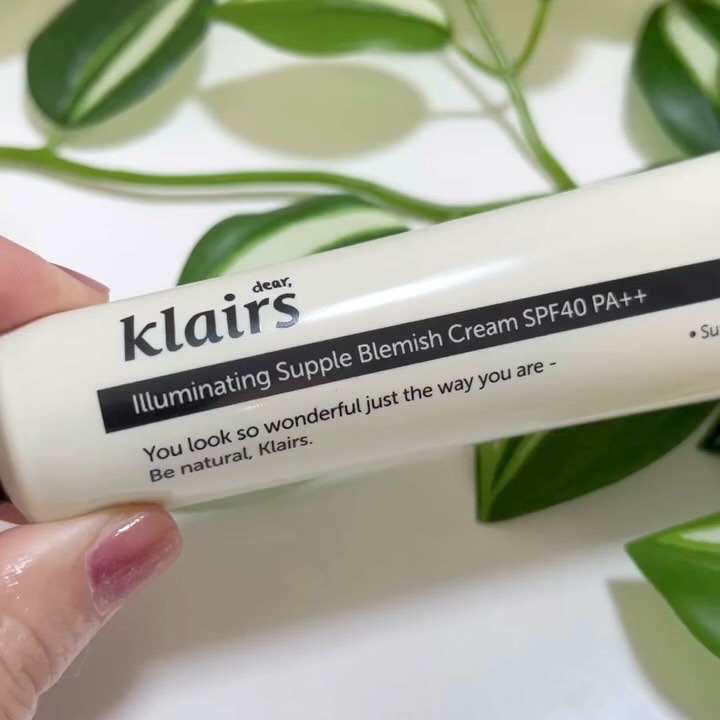 dear,
klairs
Illuminating Supple Blemish Cream SPF40 PA++
You look so wonderful just the way you are -
Be natural, Klairs.
• Su